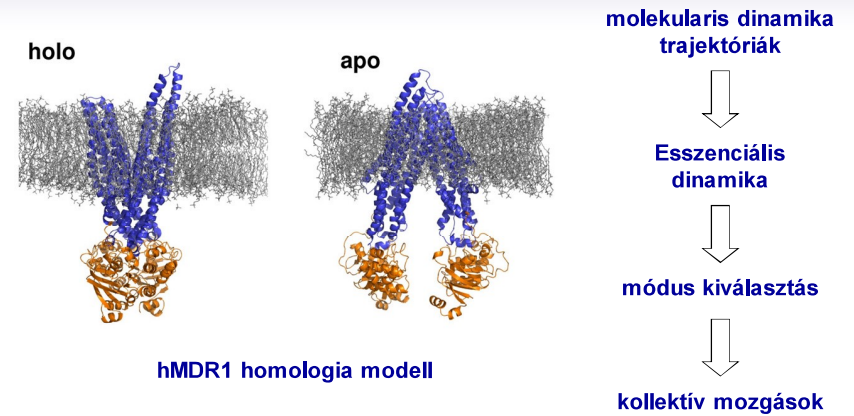 holo
apo
hMDR1 homologia modell
molekularis dinamika
trajektóriák
Esszenciális
dinamika
módus kiválasztás
kollektív mozgások